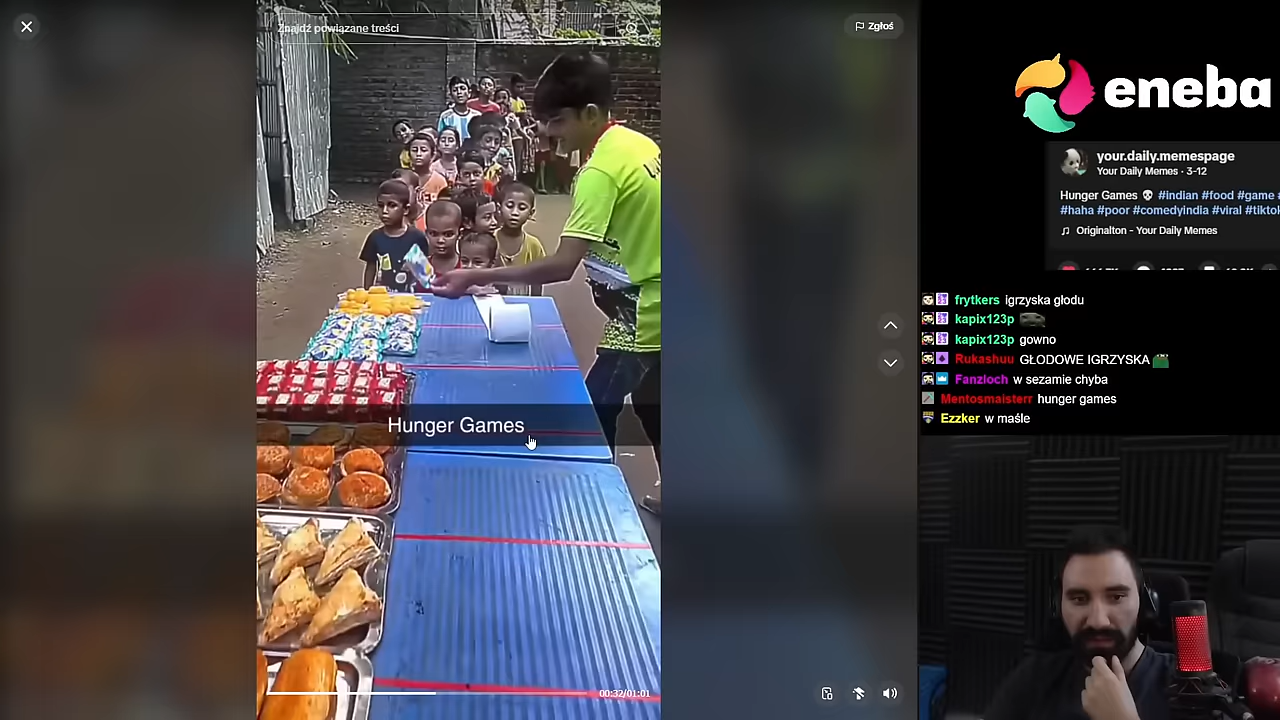 Znajdź powiązane treści
Zgłoś
eneba
your.daily.memespage
Your Daily Memes · 3-12
Hunger Games 💀 #indian #food #game
#haha #poor #comedyindia #viral #tiktok
♫ Originalton - Your Daily Memes
frytkers igrzyska głodu
kapix123p
kapix123p gowno
Rukashuu GŁODOWE IGRZYSKA
Fanzloch w sezamie chyba
Mentosmaisterr hunger games
Ezzker w maśle
Hunger Games
00:32/01:01